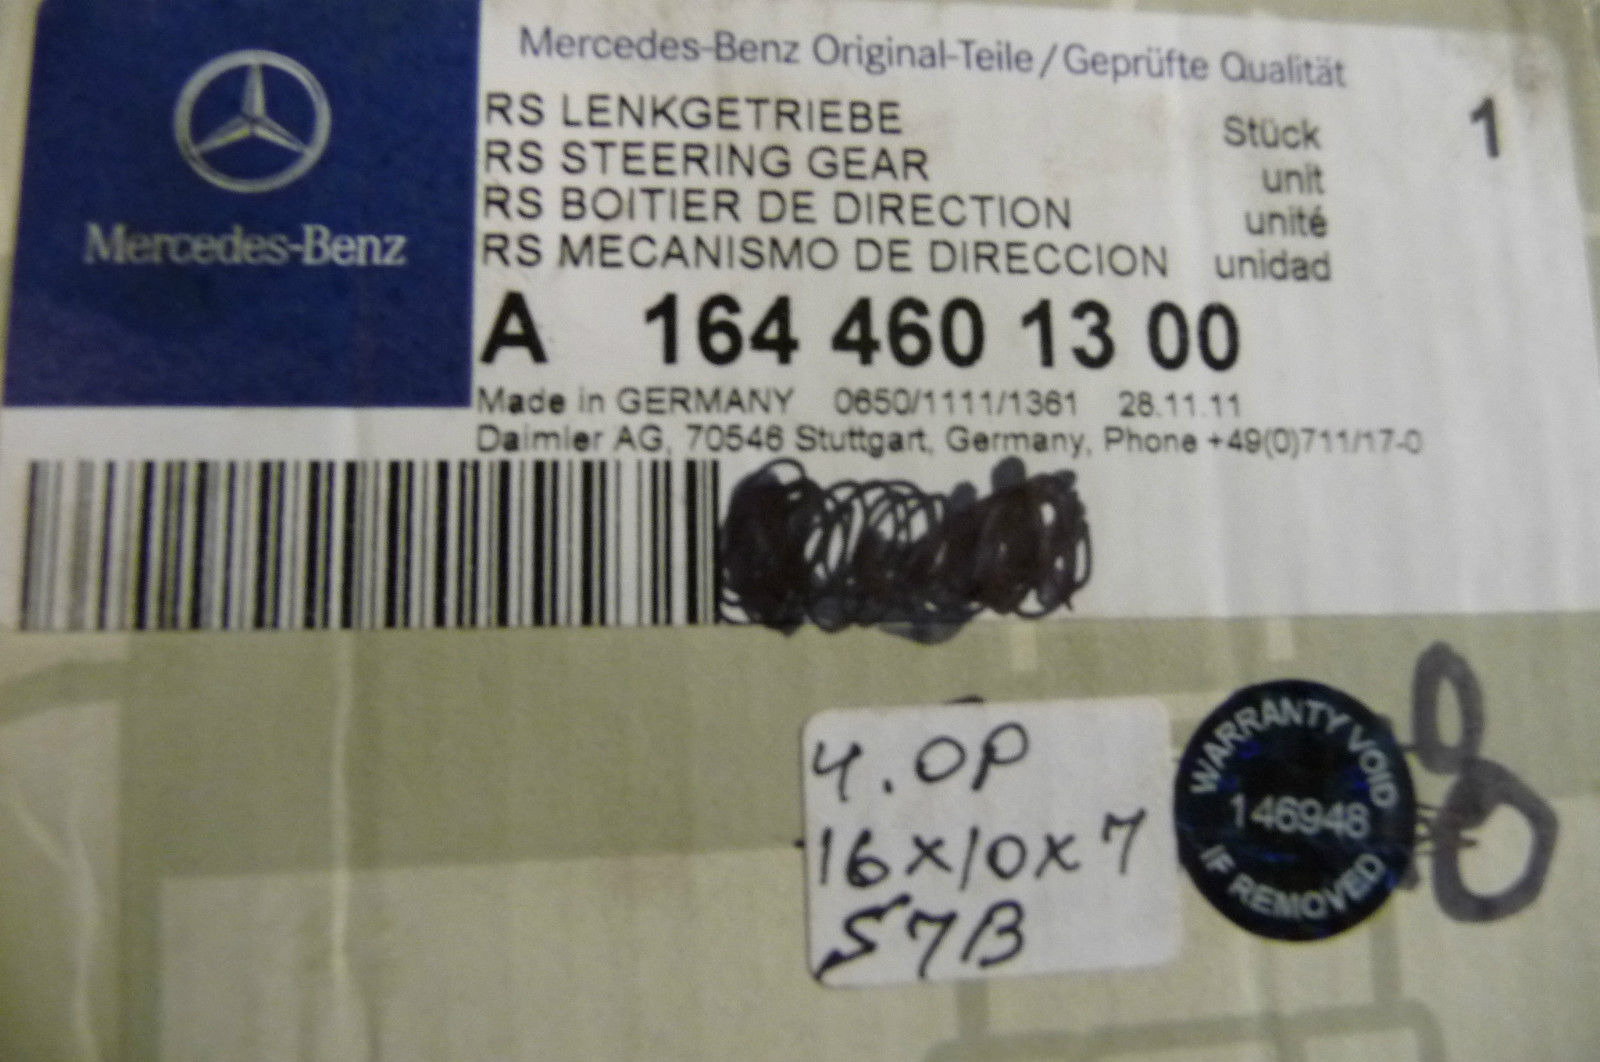 Mercedes-Benz Original-Teile / Geprüfte Qualität
RS LENKGETRIEBE Stück 1
RS STEERING GEAR unit
RS BOITIER DE DIRECTION unité
RS MECANISMO DE DIRECCION unidad
Mercedes-Benz
A 164 460 13 00
Made in GERMANY 0650/1111/1361 28.11.11
Daimler AG, 70546 Stuttgart, Germany, Phone +49(0)711/17-0
4.0P
16x10x7
57B
WARRANTY VOID
146948
IF REMOVED
8